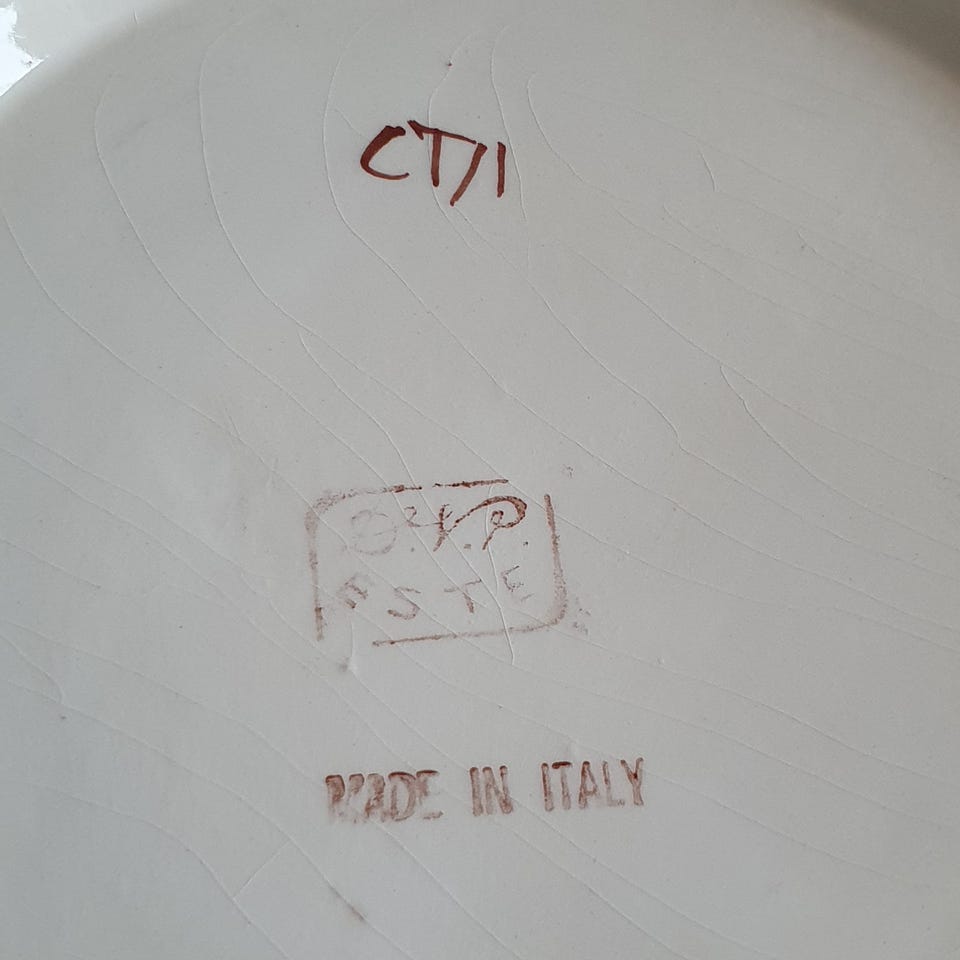 CT/1
E.V.P.
ESTE
MADE IN ITALY